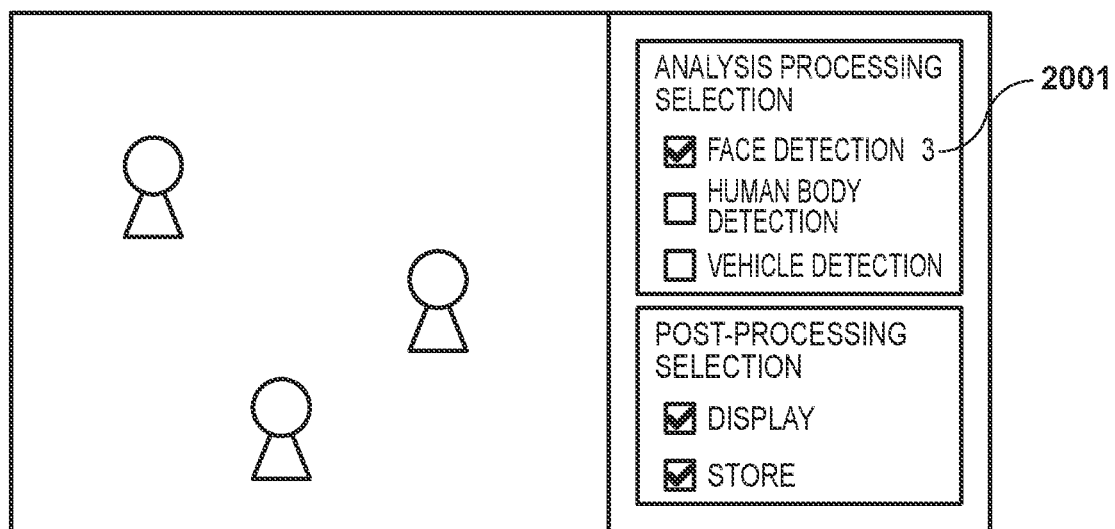 ANALYSIS PROCESSING
SELECTION
FACE DETECTION 3
2001
HUMAN BODY
DETECTION
VEHICLE DETECTION
POST-PROCESSING
SELECTION
DISPLAY
STORE